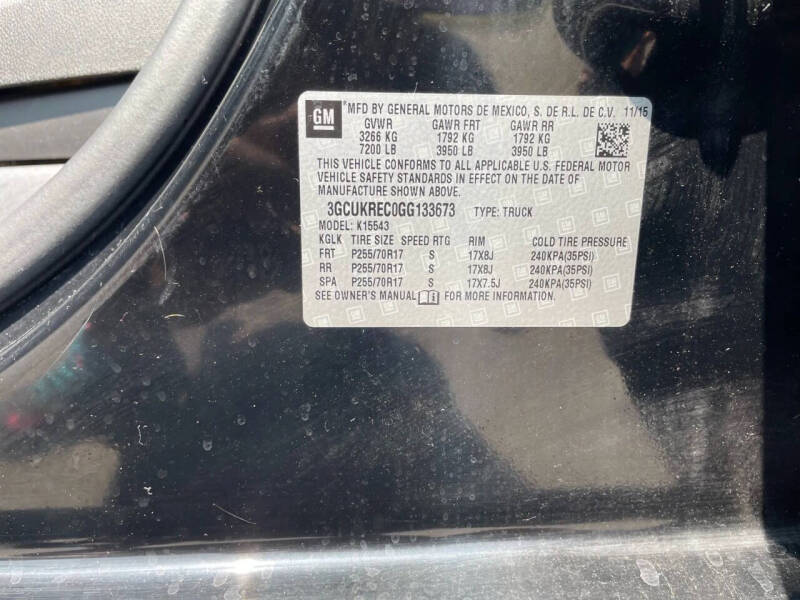 GM
*MFD BY GENERAL MOTORS DE MEXICO, S. DE R.L. DE C.V. 11/15
GVWR GAWR FRT GAWR RR
3266 KG 1792 KG 1792 KG
7200 LB 3950 LB 3950 LB
THIS VEHICLE CONFORMS TO ALL APPLICABLE U.S. FEDERAL MOTOR
VEHICLE SAFETY STANDARDS IN EFFECT ON THE DATE OF
MANUFACTURE SHOWN ABOVE.
3GCUKREC0GG133673 TYPE: TRUCK
MODEL: K15543
KGLK TIRE SIZE SPEED RTG RIM COLD TIRE PRESSURE
FRT P255/70R17 S 17X8J 240KPA(35PSI)
RR P255/70R17 S 17X8J 240KPA(35PSI)
SPA P255/70R17 S 17X7.5J 240KPA(35PSI)
SEE OWNER'S MANUAL FOR MORE INFORMATION.